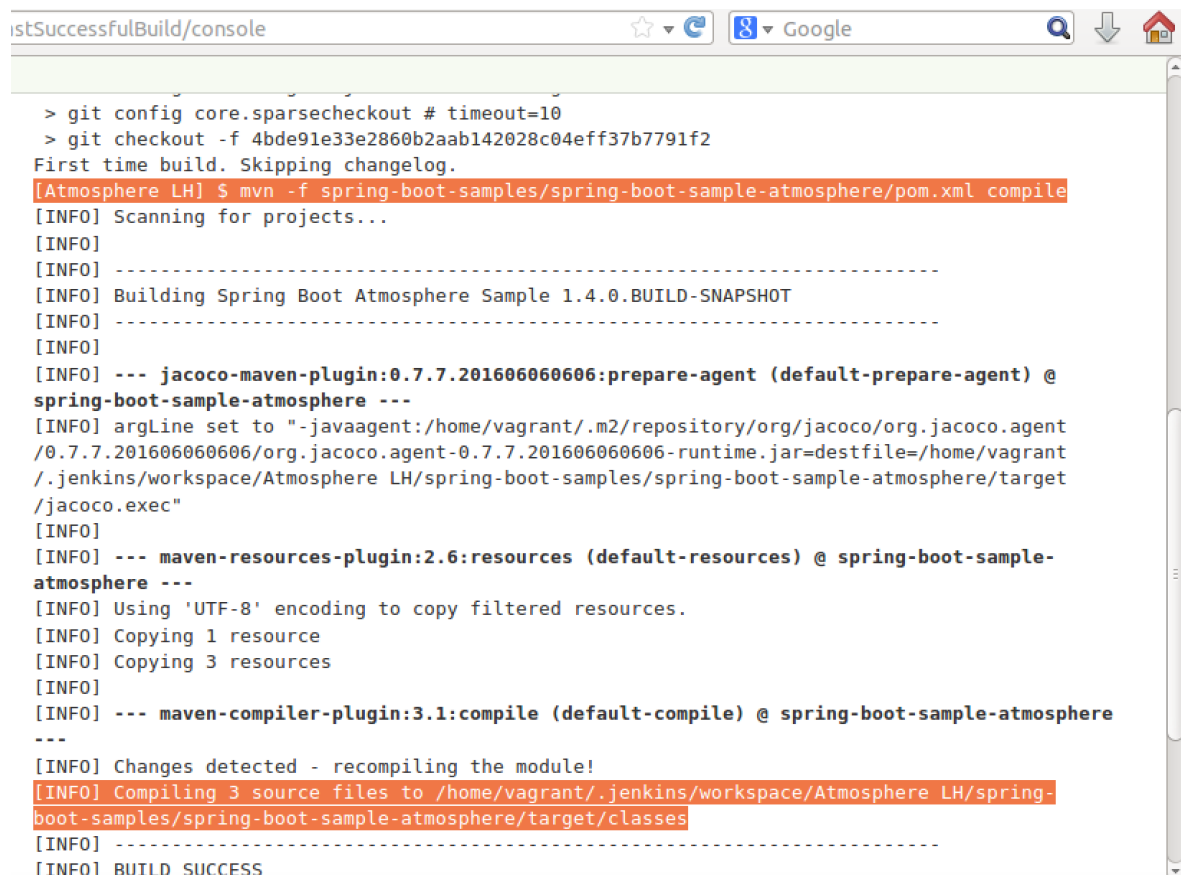 stSuccessfulBuild/console
8 Google
> git config core.sparsecheckout # timeout=10
> git checkout -f 4bde91e33e2860b2aab142028c04eff37b7791f2
First time build. Skipping changelog.
[Atmosphere LH] $ mvn -f spring-boot-samples/spring-boot-sample-atmosphere/pom.xml compile
[INFO] Scanning for projects...
[INFO]
[INFO] ------------------------------------------------------------------------
[INFO] Building Spring Boot Atmosphere Sample 1.4.0.BUILD-SNAPSHOT
[INFO] ------------------------------------------------------------------------
[INFO]
[INFO] --- jacoco-maven-plugin:0.7.7.201606060606:prepare-agent (default-prepare-agent) @
spring-boot-sample-atmosphere ---
[INFO] argLine set to "-javaagent:/home/vagrant/.m2/repository/org/jacoco/org.jacoco.agent
/0.7.7.201606060606/org.jacoco.agent-0.7.7.201606060606-runtime.jar=destfile=/home/vagrant
/.jenkins/workspace/Atmosphere LH/spring-boot-samples/spring-boot-sample-atmosphere/target
/jacoco.exec"
[INFO]
[INFO] --- maven-resources-plugin:2.6:resources (default-resources) @ spring-boot-sample-
atmosphere ---
[INFO] Using 'UTF-8' encoding to copy filtered resources.
[INFO] Copying 1 resource
[INFO] Copying 3 resources
[INFO]
[INFO] --- maven-compiler-plugin:3.1:compile (default-compile) @ spring-boot-sample-atmosphere
---
[INFO] Changes detected - recompiling the module!
[INFO] Compiling 3 source files to /home/vagrant/.jenkins/workspace/Atmosphere LH/spring-
boot-samples/spring-boot-sample-atmosphere/target/classes
[INFO] ------------------------------------------------------------------------
[INFO] BUILD SUCCESS